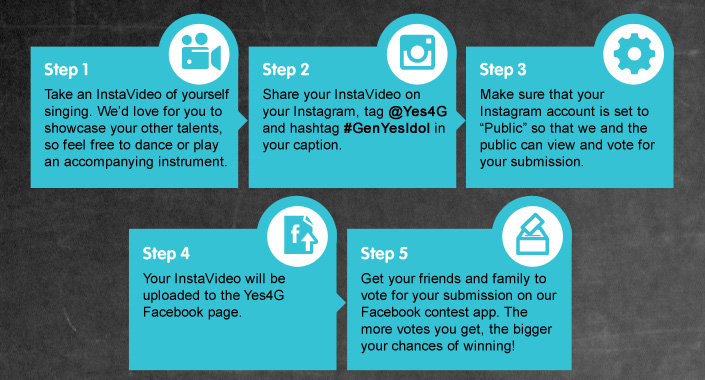 Step 1
Take an InstaVideo of yourself
singing. We'd love for you to
showcase your other talents,
so feel free to dance or play
an accompanying instrument.
Step 2
Share your InstaVideo on
your Instagram, tag @Yes4G
and hashtag #GenYesIdol in
your caption.
Step 3
Make sure that your
Instagram account is set to
“Public” so that we and the
public can view and vote for
your submission.
Step 4
Your InstaVideo will be
uploaded to the Yes4G
Facebook page.
Step 5
Get your friends and family to
vote for your submission on our
Facebook contest app. The
more votes you get, the bigger
your chances of winning!